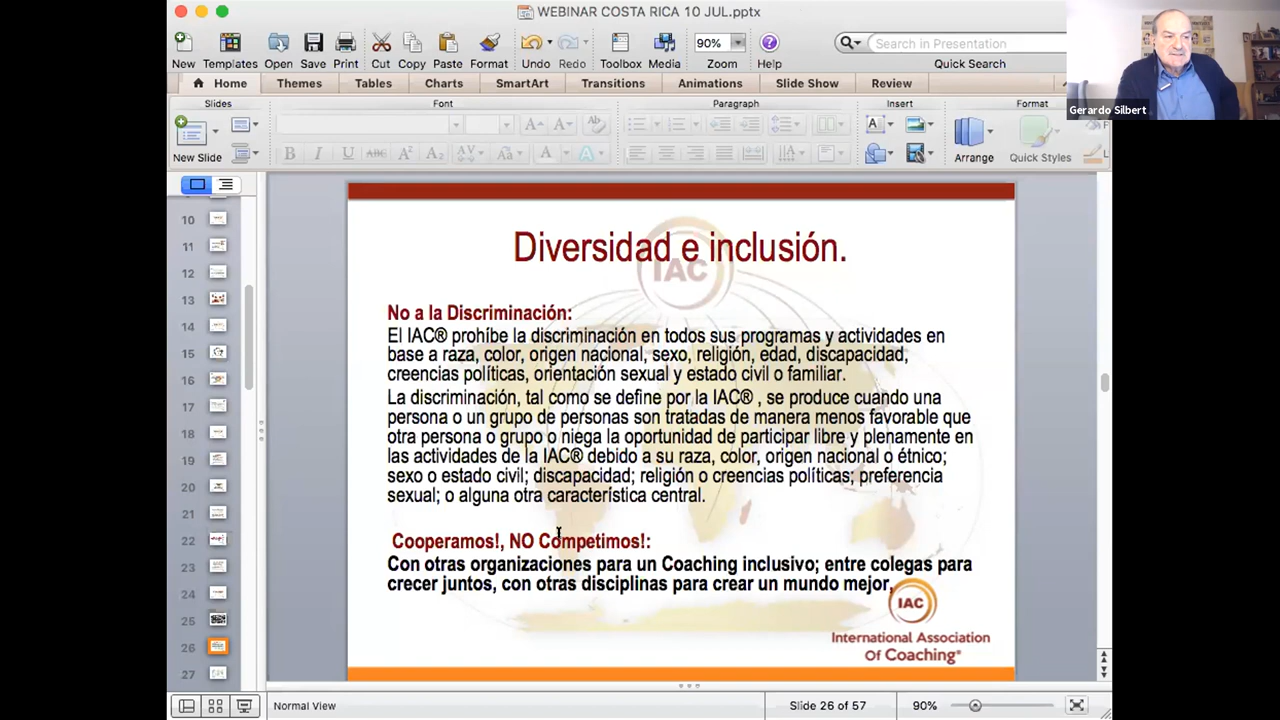 WEBINAR COSTA RICA 10 JUL.pptx
New Templates Open Save Print Cut Copy Paste Format Undo Redo Toolbox Media Zoom Help
90%
Search in Presentation
Quick Search
Gerardo Silbert
Home Themes Tables Charts SmartArt Transitions Animations Slide Show Review
Slides Font Paragraph Insert Format
New Slide
Arrange Quick Styles
10
11
12
13
14
15
16
17
18
19
20
21
22
23
24
25
26
27
Diversidad e inclusión.
IAC
No a la Discriminación:
El IAC® prohíbe la discriminación en todos sus programas y actividades en
base a raza, color, origen nacional, sexo, religión, edad, discapacidad,
creencias políticas, orientación sexual y estado civil o familiar.
La discriminación, tal como se define por la IAC® , se produce cuando una
persona o un grupo de personas son tratadas de manera menos favorable que
otra persona o grupo o niega la oportunidad de participar libre y plenamente en
las actividades de la IAC® debido a su raza, color, origen nacional o étnico;
sexo o estado civil; discapacidad; religión o creencias políticas; preferencia
sexual; o alguna otra característica central.
Cooperamos!, NO Competimos!:
Con otras organizaciones para un Coaching inclusivo; entre colegas para
crecer juntos, con otras disciplinas para crear un mundo mejor,
IAC
International Association
Of Coaching®
Normal View
Slide 26 of 57
90%